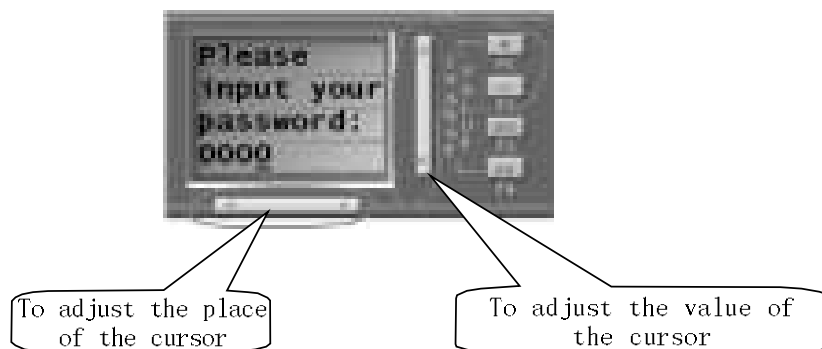 Please
input your
password:
0000
To adjust the place
of the cursor
To adjust the value of
the cursor